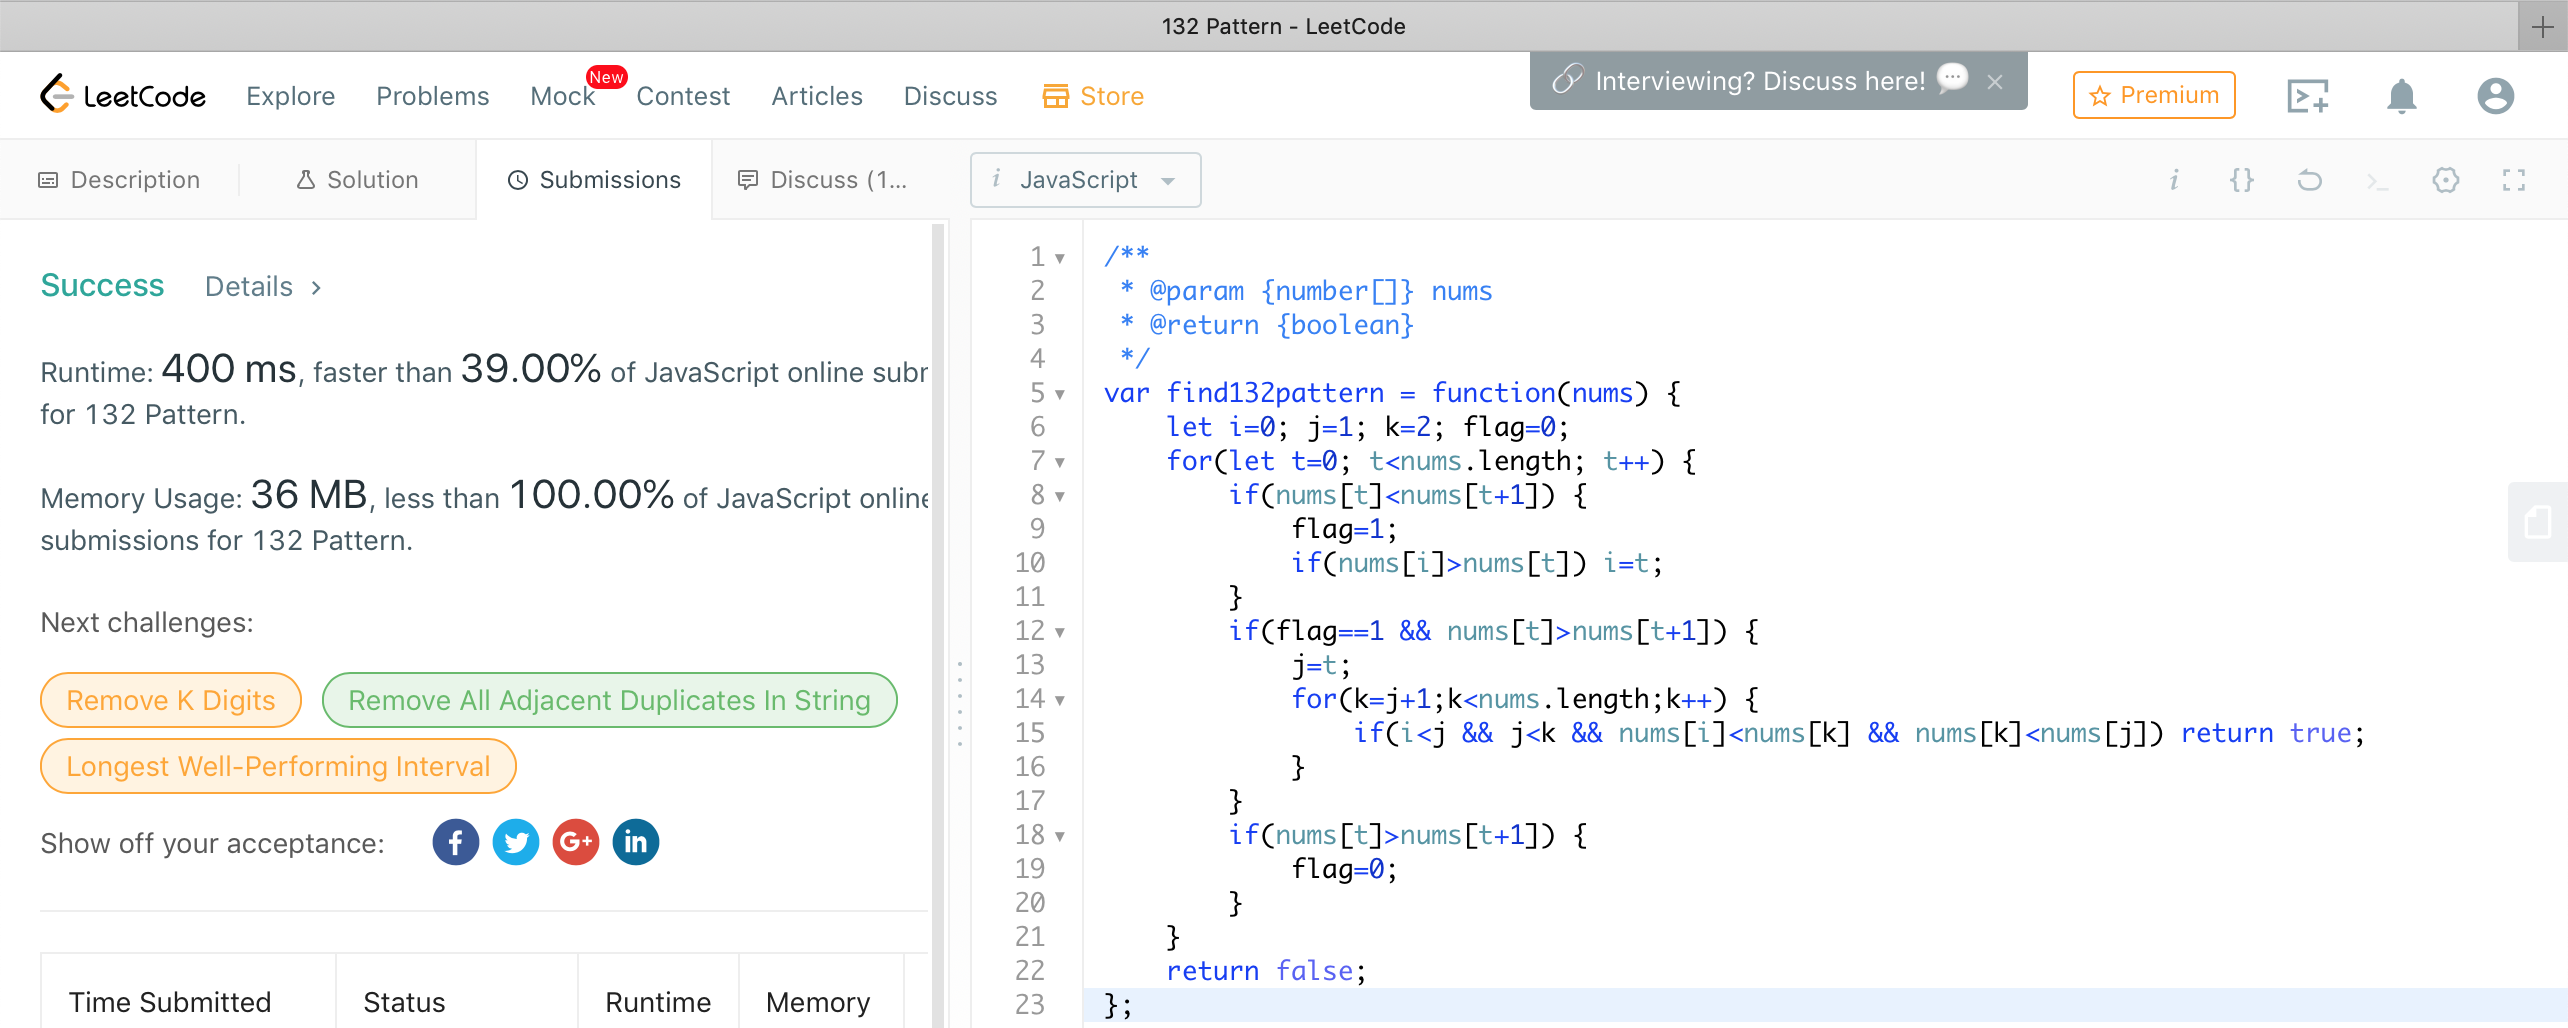 132 Pattern - LeetCode
LeetCode Explore Problems Mock New Contest Articles Discuss Store Interviewing? Discuss here! Premium
Description Solution Submissions Discuss (1... i JavaScript
Success Details
Runtime: 400 ms, faster than 39.00% of JavaScript online subr
for 132 Pattern.
Memory Usage: 36 MB, less than 100.00% of JavaScript online
submissions for 132 Pattern.
Next challenges:
Remove K Digits Remove All Adjacent Duplicates In String
Longest Well-Performing Interval
Show off your acceptance:
Time Submitted Status Runtime Memory
1 /**
2  * @param {number[]} nums
3  * @return {boolean}
4  */
5 var find132pattern = function(nums) {
6     let i=0; j=1; k=2; flag=0;
7     for(let t=0; t<nums.length; t++) {
8         if(nums[t]<nums[t+1]) {
9             flag=1;
10             if(nums[i]>nums[t]) i=t;
11         }
12         if(flag==1 && nums[t]>nums[t+1]) {
13             j=t;
14             for(k=j+1;k<nums.length;k++) {
15                 if(i<j && j<k && nums[i]<nums[k] && nums[k]<nums[j]) return true;
16             }
17         }
18         if(nums[t]>nums[t+1]) {
19             flag=0;
20         }
21     }
22     return false;
23 };